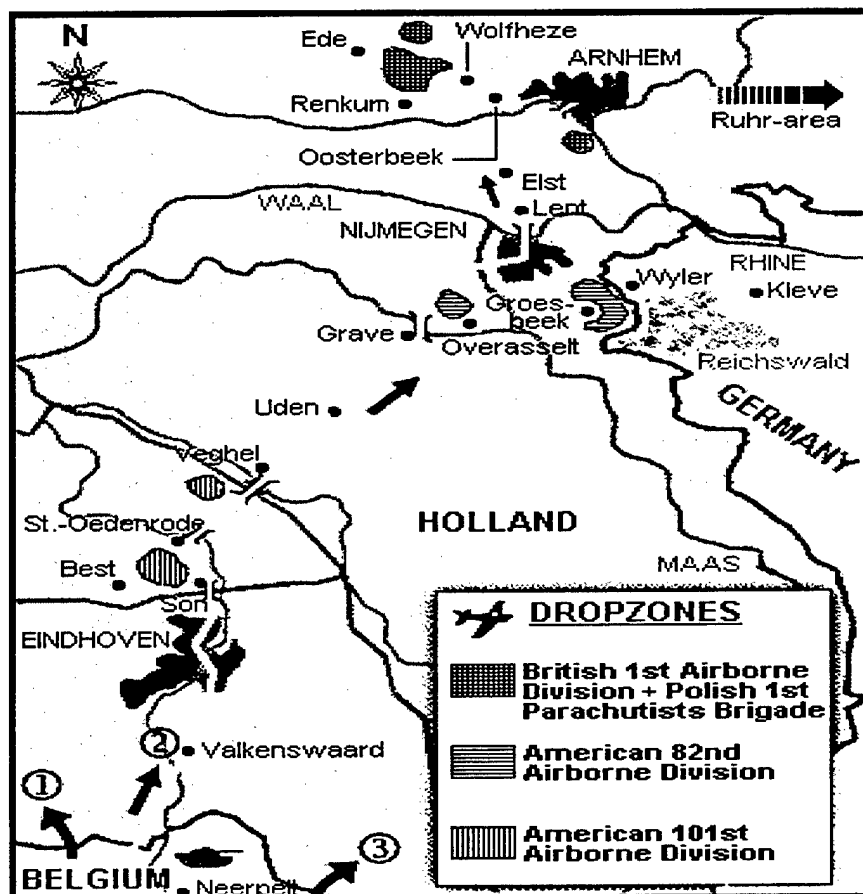 N
Ede
Wolfheze
ARNHEM
Renkum
Ruhr-area
Oosterbeek
Elst
WAAL
Lent
NIJMEGEN
RHINE
Wyler
Kleve
Groes-
beek
Grave
Overasselt
Reichswald
Uden
GERMANY
Veghel
HOLLAND
St.-Oedenrode
MAAS
Best
Son
EINDHOVEN
DROPZONES
British 1st Airborne
Division + Polish 1st
Parachutists Brigade
American 82nd
Airborne Division
American 101st
Airborne Division
2
Valkenswaard
1
3
BELGIUM
Neerpelt